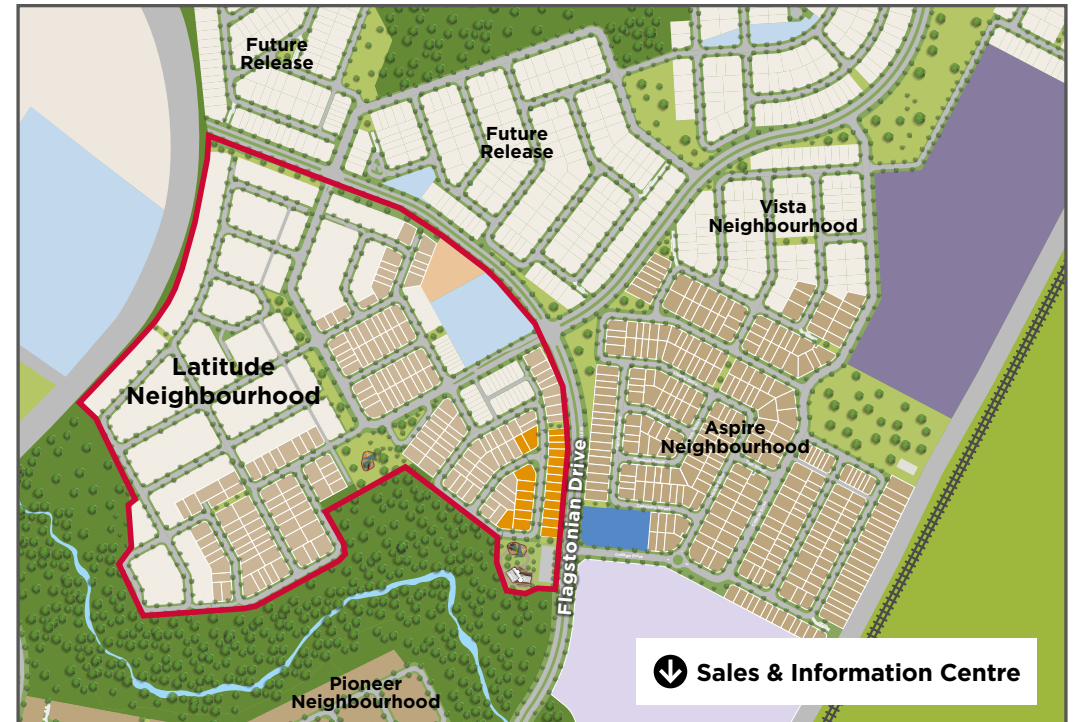 Future
Release
Future
Release
Vista
Neighbourhood
Latitude
Neighbourhood
Aspire
Neighbourhood
Flagstonian Drive
Sales & Information Centre
Pioneer
Neighbourhood